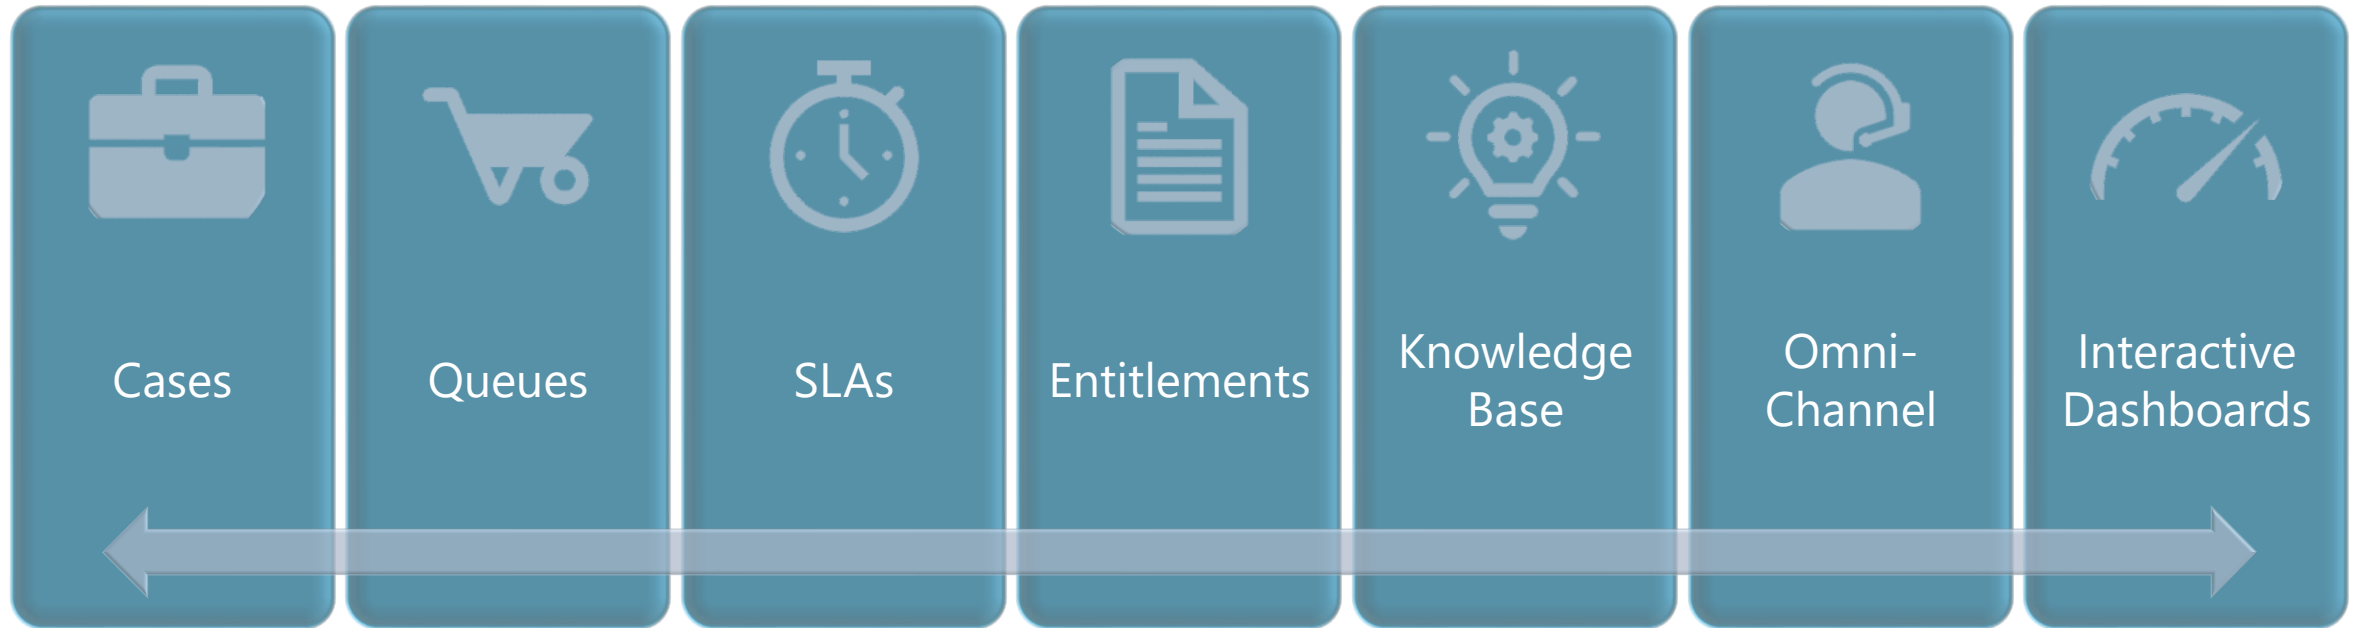 Cases
Queues
SLAs
Entitlements
Knowledge
Base
Omni-
Channel
Interactive
Dashboards